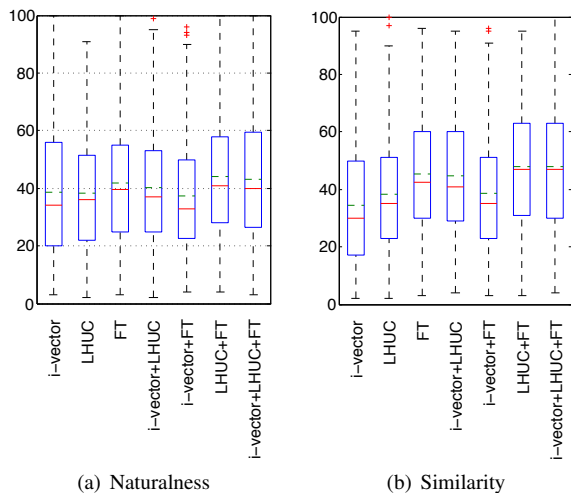 100
80
60
40
20
0
i-vector
LHUC
FT
i-vector+LHUC
i-vector+FT
LHUC+FT
i-vector+LHUC+FT
(a) Naturalness
100
80
60
40
20
0
i-vector
LHUC
FT
i-vector+LHUC
i-vector+FT
LHUC+FT
i-vector+LHUC+FT
(b) Similarity